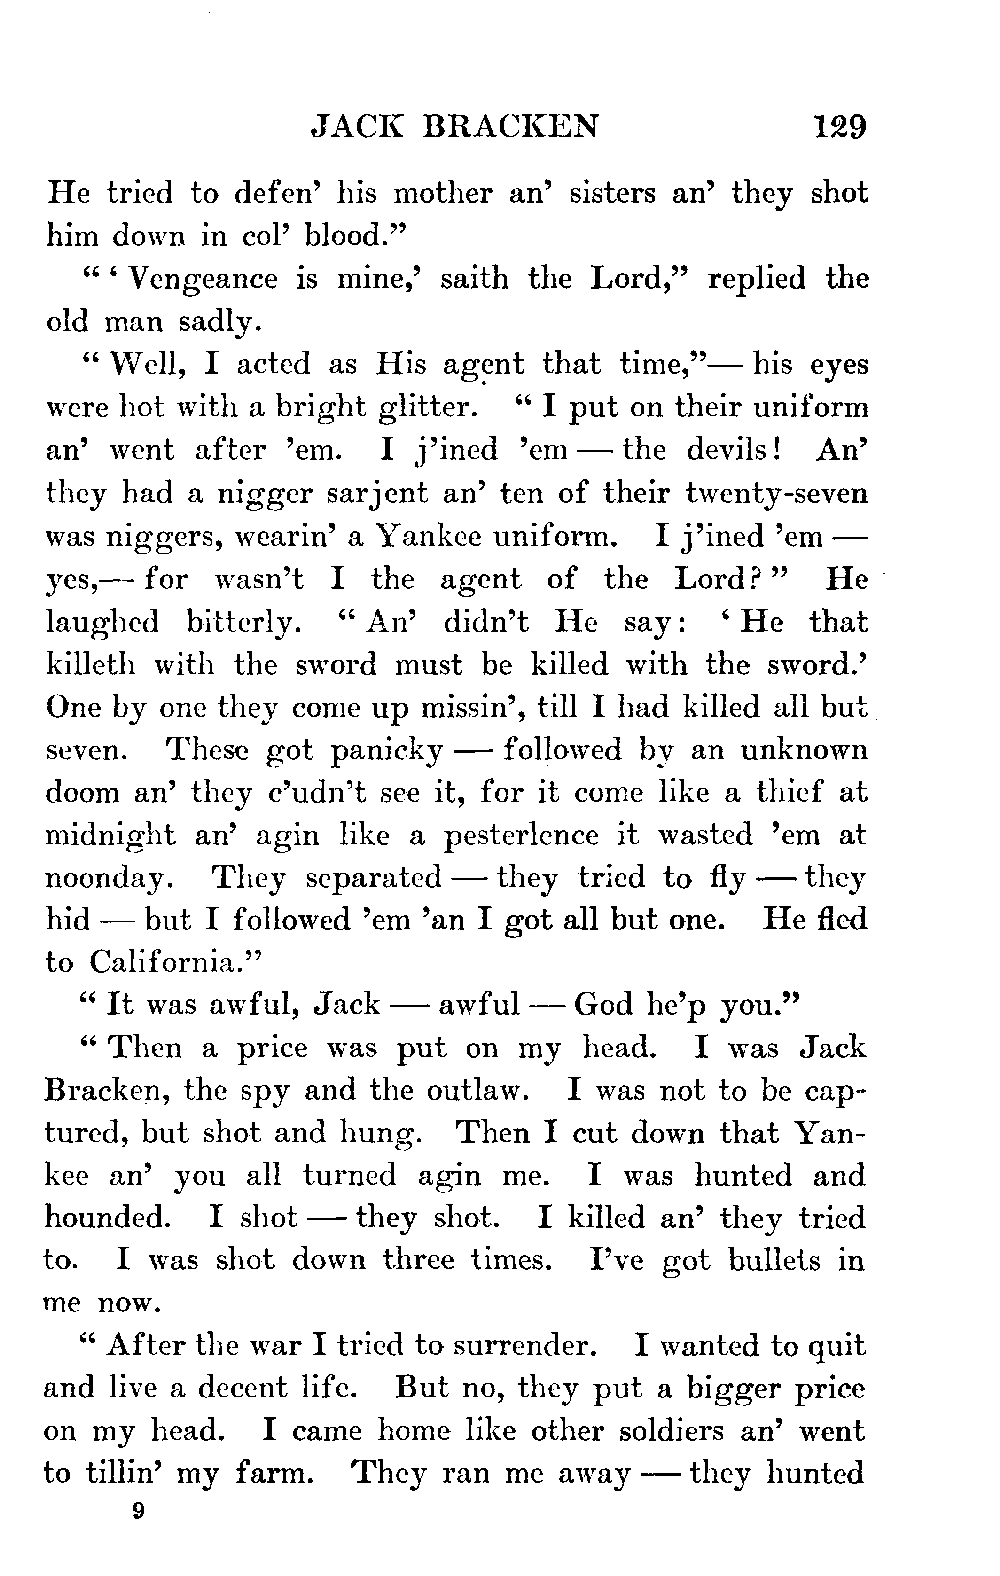 JACK BRACKEN 129
He tried to defen' his mother an' sisters an' they shot
him down in col' blood."
"'Vengeance is mine,' saith the Lord," replied the
old man sadly.
"Well, I acted as His agent that time,"— his eyes
were hot with a bright glitter. "I put on their uniform
an' went after 'em. I j'ined 'em — the devils! An'
they had a nigger sarjent an' ten of their twenty-seven
was niggers, wearin' a Yankee uniform. I j'ined 'em —
yes,— for wasn't I the agent of the Lord?" He
laughed bitterly. "An' didn't He say: 'He that
killeth with the sword must be killed with the sword.'
One by one they come up missin', till I had killed all but
seven. These got panicky — followed by an unknown
doom an' they c'udn't see it, for it come like a thief at
midnight an' agin like a pesterlence it wasted 'em at
noonday. They separated — they tried to fly — they
hid — but I followed 'em 'an I got all but one. He fled
to California."
"It was awful, Jack — awful — God he'p you."
"Then a price was put on my head. I was Jack
Bracken, the spy and the outlaw. I was not to be cap-
tured, but shot and hung. Then I cut down that Yan-
kee an' you all turned agin me. I was hunted and
hounded. I shot — they shot. I killed an' they tried
to. I was shot down three times. I've got bullets in
me now.
"After the war I tried to surrender. I wanted to quit
and live a decent life. But no, they put a bigger price
on my head. I came home like other soldiers an' went
to tillin' my farm. They ran me away — they hunted
9